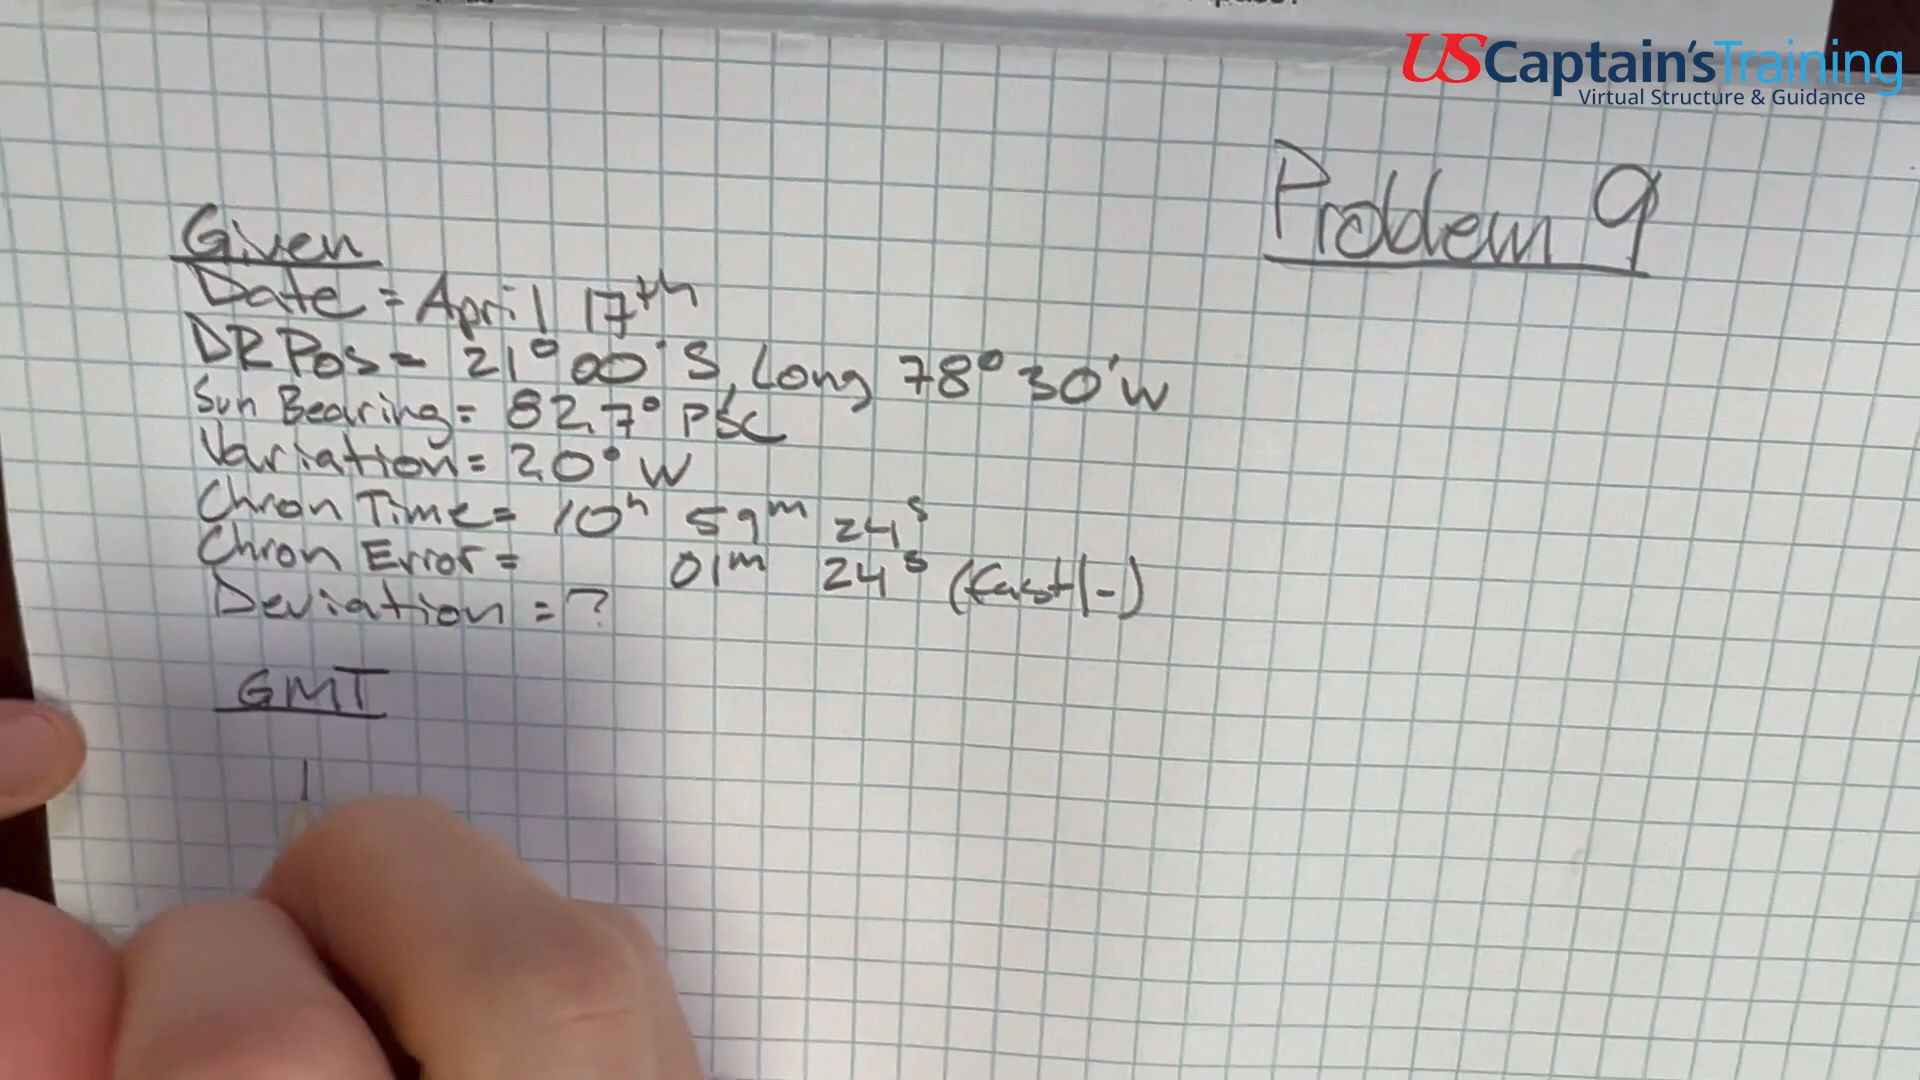 USCaptain'sTraining
Virtual Structure & Guidance
Problem 9
Given
Date = April 17th
DR Pos = 21° 00' S, Long 78° 30' W
Sun Bearing = 82.7° PSC
Variation = 20° W
Chron Time = 10h 59m 24s
Chron Error = 01m 24s (fast/-)
Deviation = ?
GMT